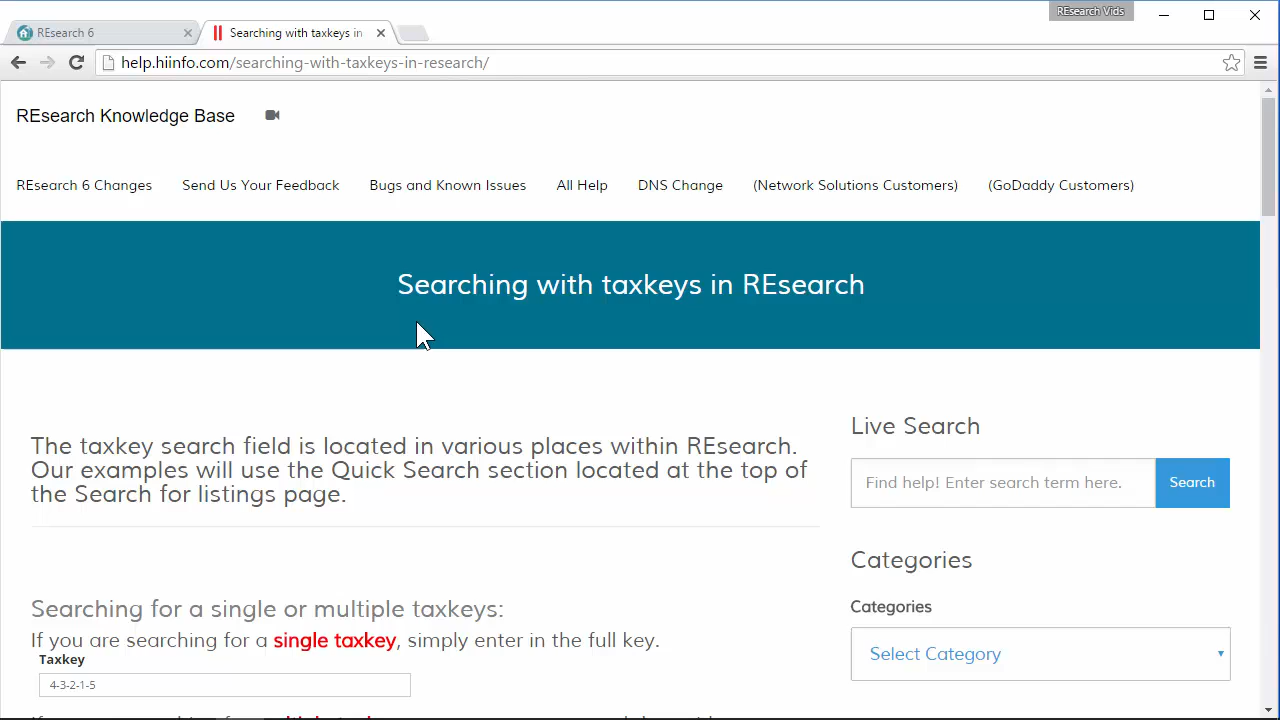 REsearch Vids
REsearch 6
Searching with taxkeys in
help.hiinfo.com/searching-with-taxkeys-in-research/
REsearch Knowledge Base
REsearch 6 Changes
Send Us Your Feedback
Bugs and Known Issues
All Help
DNS Change
(Network Solutions Customers)
(GoDaddy Customers)
Searching with taxkeys in REsearch
The taxkey search field is located in various places within REsearch.
Our examples will use the Quick Search section located at the top of
the Search for listings page.
Searching for a single or multiple taxkeys:
If you are searching for a single taxkey, simply enter in the full key.
Taxkey
4-3-2-1-5
Live Search
Find help! Enter search term here.
Search
Categories
Categories
Select Category